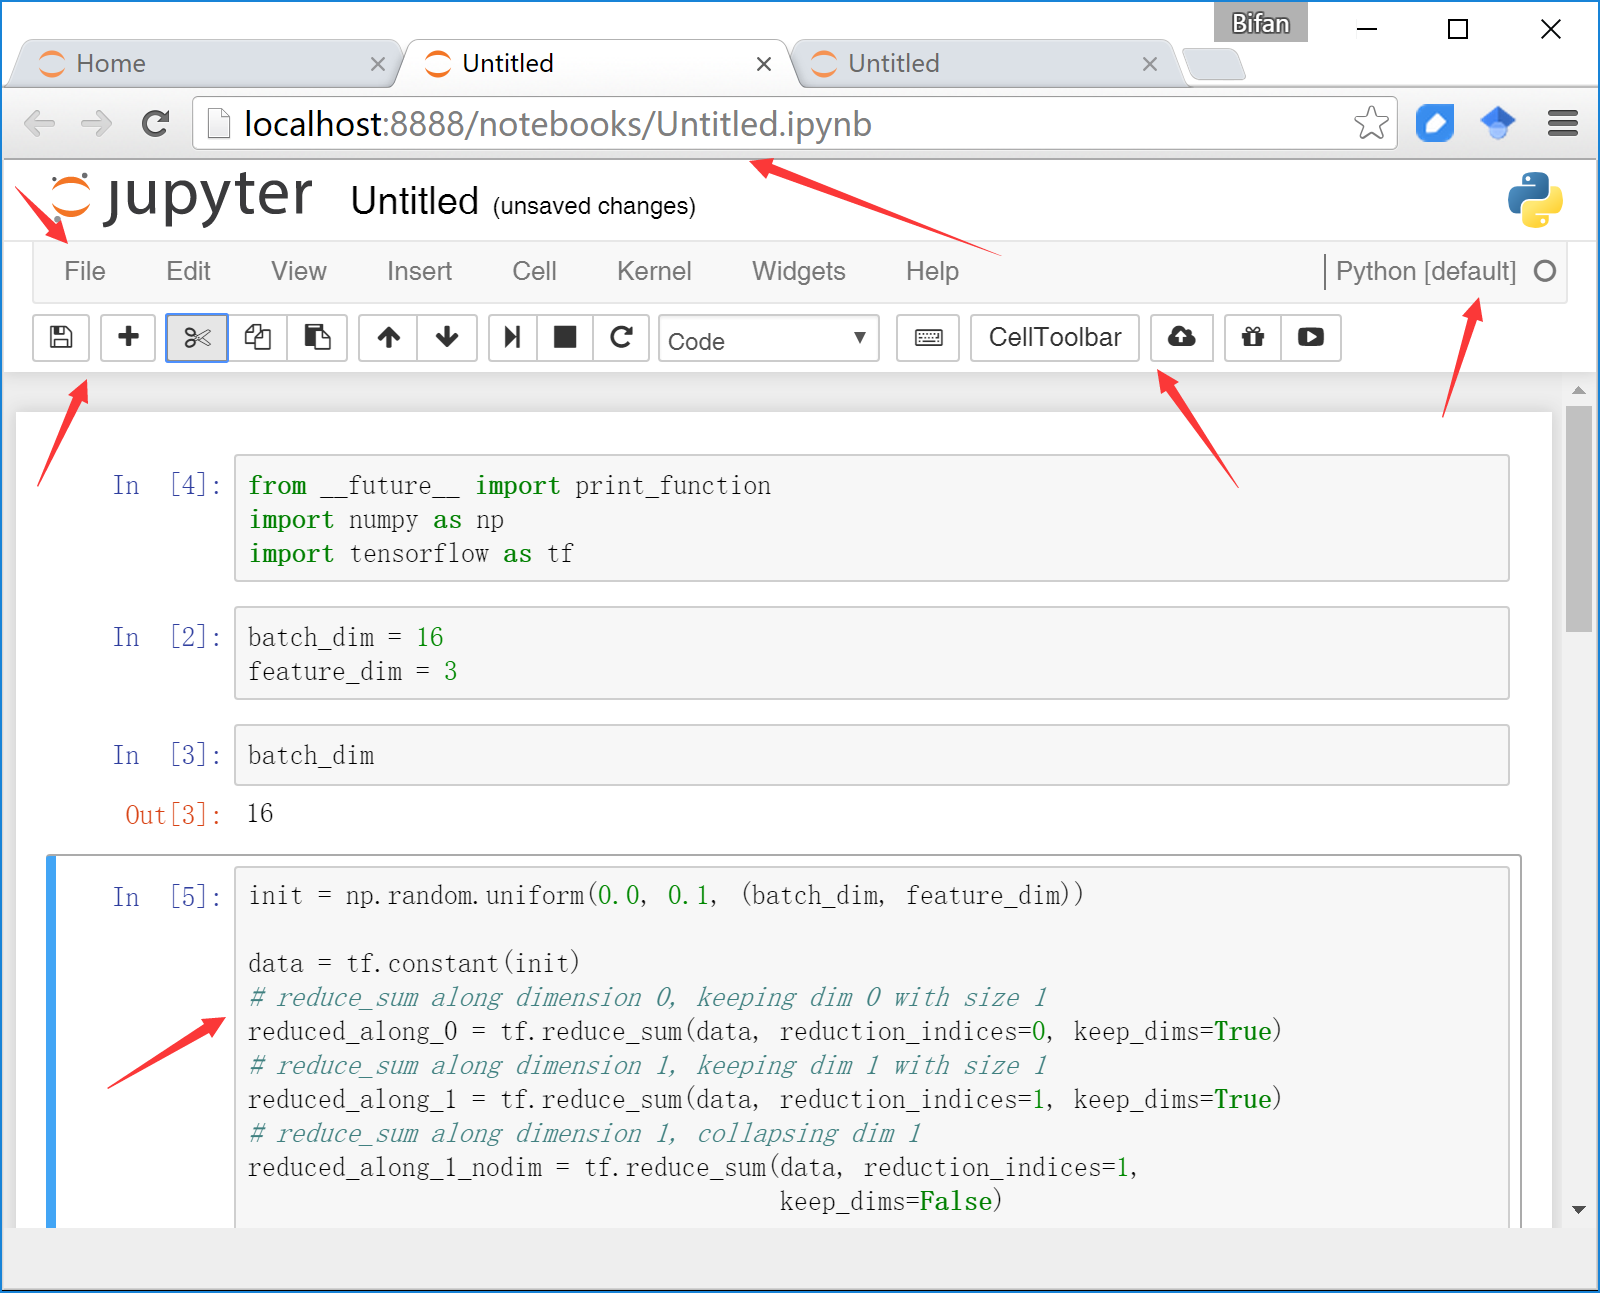 Bifan
Home
Untitled
Untitled
localhost:8888/notebooks/Untitled.ipynb
jupyter Untitled (unsaved changes)
File Edit View Insert Cell Kernel Widgets Help Python [default]
Code CellToolbar
In [4]: from __future__ import print_function
import numpy as np
import tensorflow as tf
In [2]: batch_dim = 16
feature_dim = 3
In [3]: batch_dim
Out[3]: 16
In [5]: init = np.random.uniform(0.0, 0.1, (batch_dim, feature_dim))
data = tf.constant(init)
# reduce_sum along dimension 0, keeping dim 0 with size 1
reduced_along_0 = tf.reduce_sum(data, reduction_indices=0, keep_dims=True)
# reduce_sum along dimension 1, keeping dim 1 with size 1
reduced_along_1 = tf.reduce_sum(data, reduction_indices=1, keep_dims=True)
# reduce_sum along dimension 1, collapsing dim 1
reduced_along_1_nodim = tf.reduce_sum(data, reduction_indices=1,
keep_dims=False)